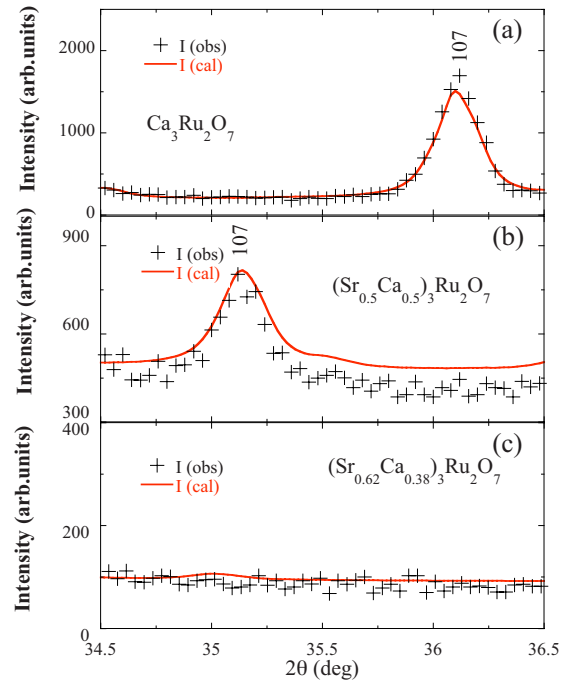 (a)
2000
1000
0
Intensity (arb.units)
I (obs)
I (cal)
107
Ca3Ru2O7
(b)
900
600
300
Intensity (arb.units)
I (obs)
I (cal)
107
(Sr0.5Ca0.5)3Ru2O7
(c)
400
200
0
Intensity (arb.units)
I (obs)
I (cal)
(Sr0.62Ca0.38)3Ru2O7
34.5 35 35.5 36 36.5
2θ (deg)